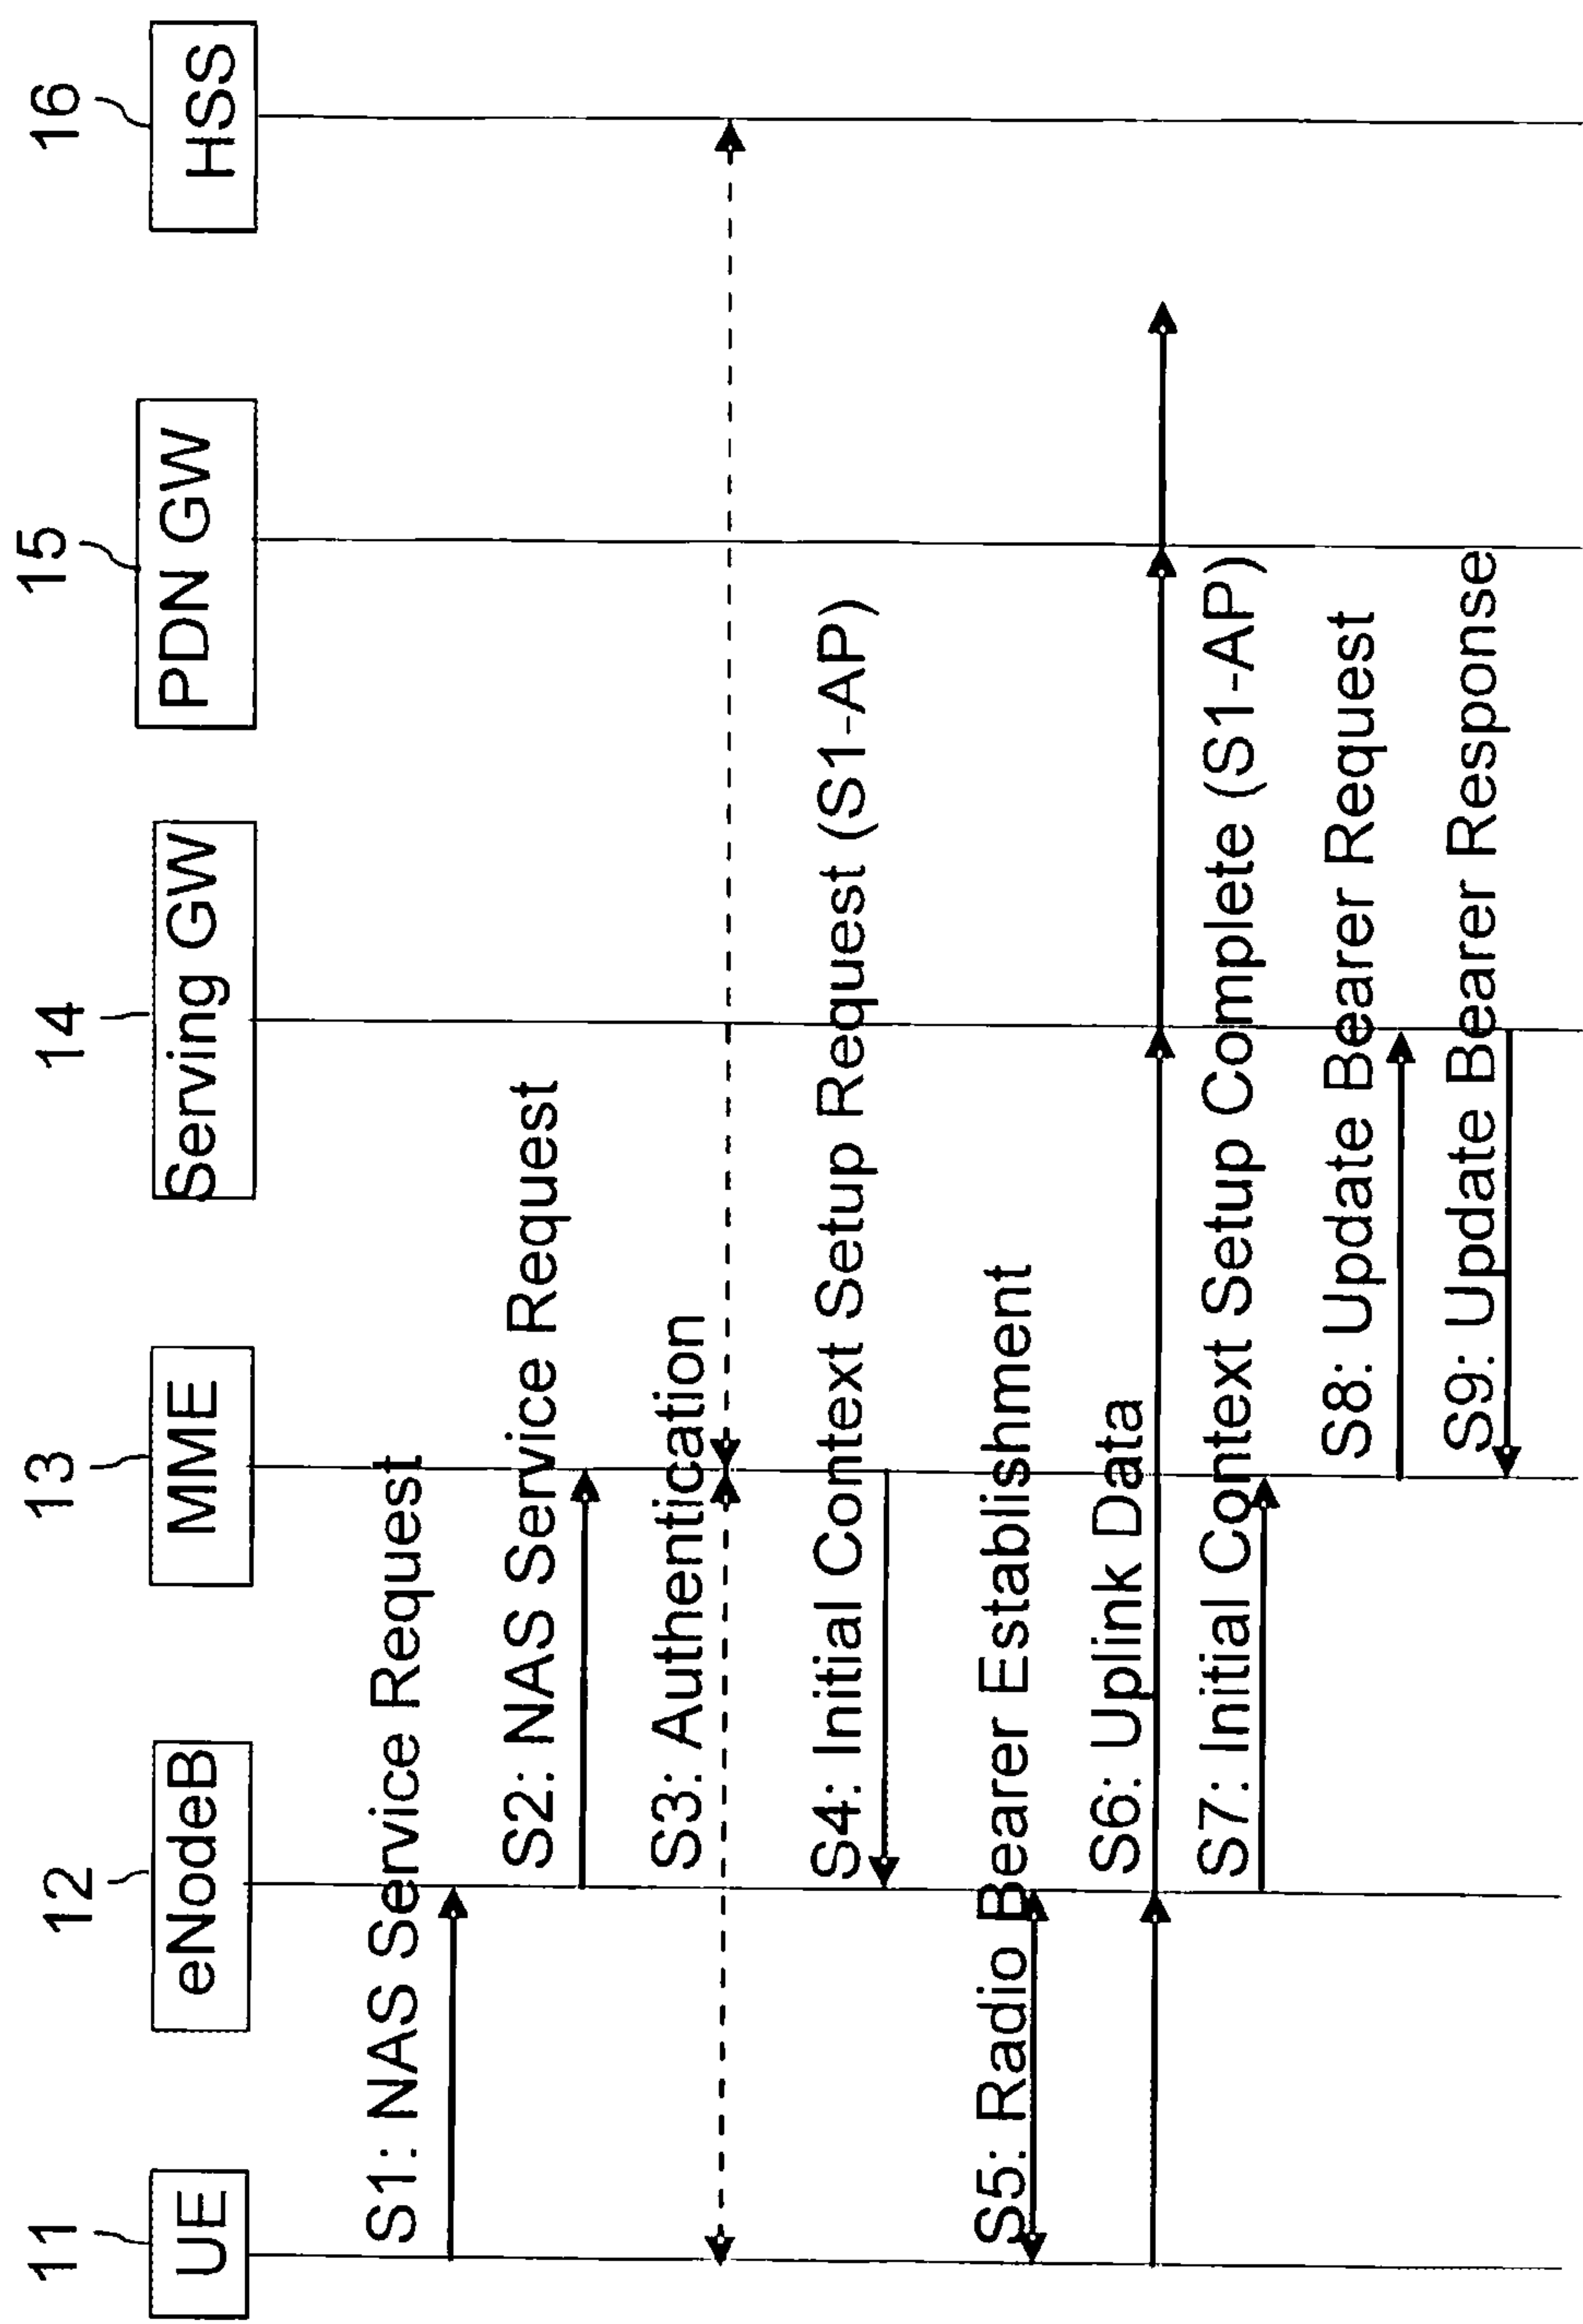 11
12
13
14
15
16
UE
eNodeB
MME
Serving GW
PDN GW
HSS
S1: NAS Service Request
S2: NAS Service Request
S3: Authentication
S4: Initial Context Setup Request (S1-AP)
S5: Radio Bearer Establishment
S6: Uplink Data
S7: Initial Context Setup Complete (S1-AP)
S8: Update Bearer Request
S9: Update Bearer Response